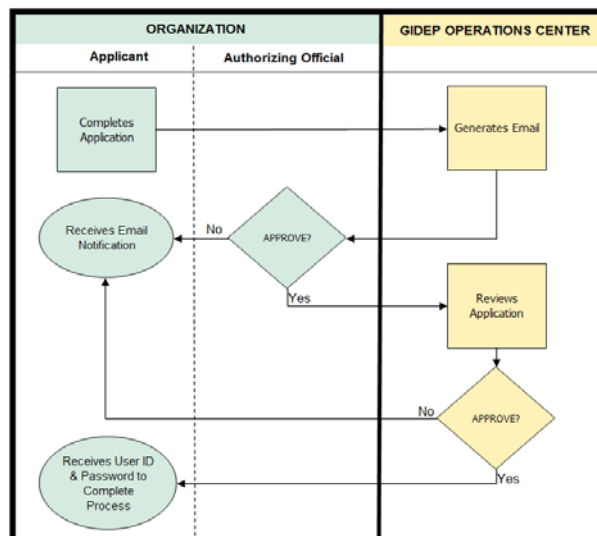 ORGANIZATION
GIDEP OPERATIONS CENTER
Applicant
Authorizing Official
Completes
Application
Generates Email
Receives Email
Notification
No
APPROVE?
Yes
Reviews
Application
No
APPROVE?
Yes
Receives User ID
& Password to
Complete
Process